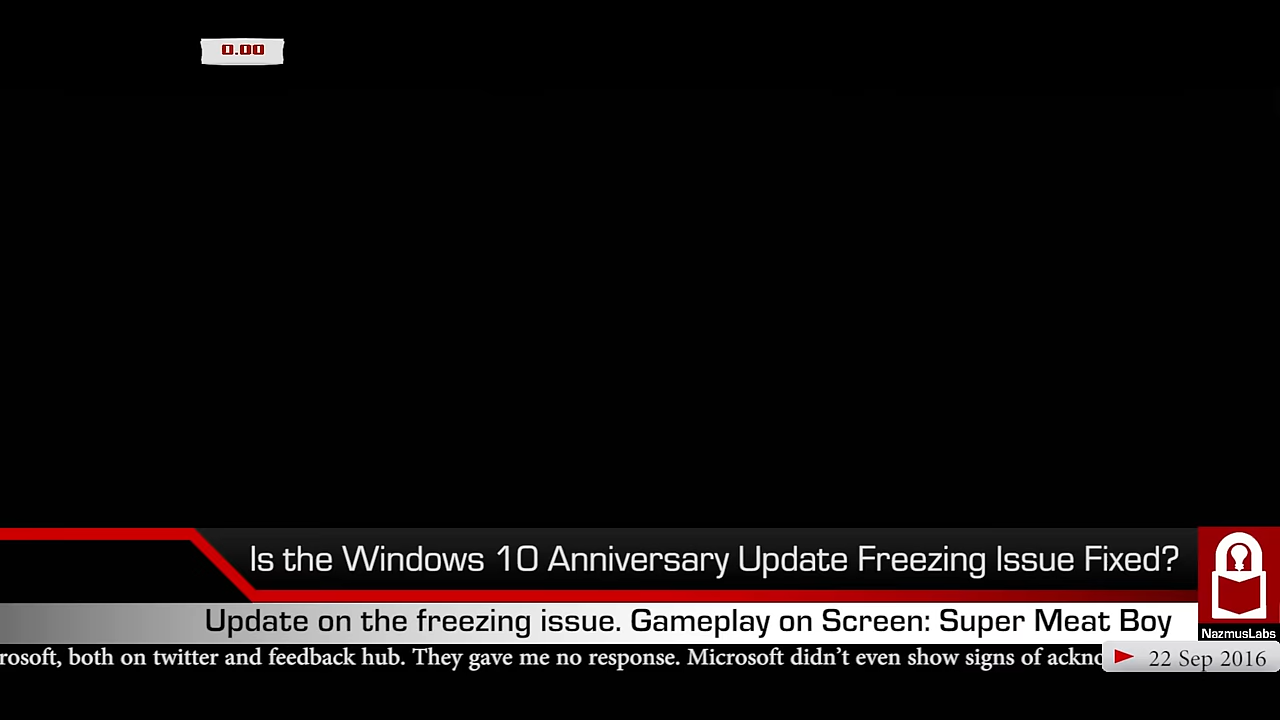 0.00
Is the Windows 10 Anniversary Update Freezing Issue Fixed?
Update on the freezing issue. Gameplay on Screen: Super Meat Boy
NazmusLabs
rosoft, both on twitter and feedback hub. They gave me no response. Microsoft didn't even show signs of ackno
22 Sep 2016